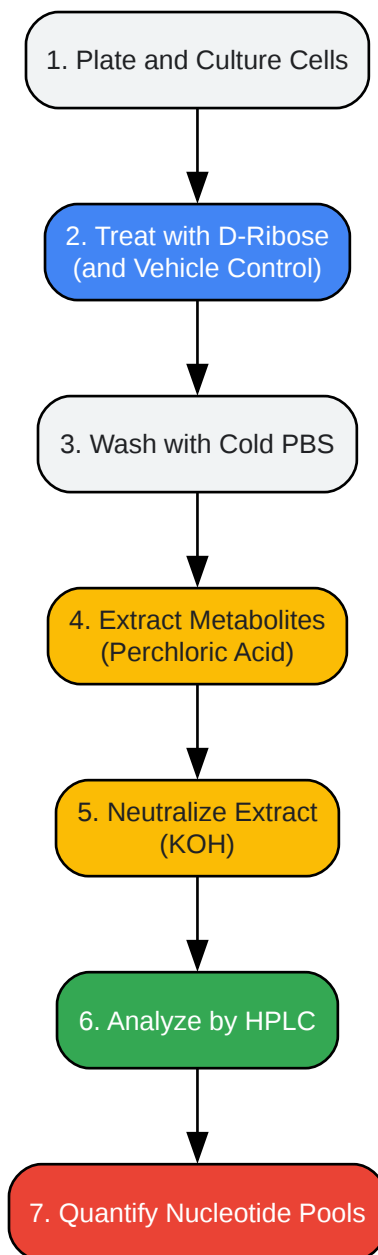 1. Plate and Culture Cells
2. Treat with D-Ribose
(and Vehicle Control)
3. Wash with Cold PBS
4. Extract Metabolites
(Perchloric Acid)
5. Neutralize Extract
(KOH)
6. Analyze by HPLC
7. Quantify Nucleotide Pools